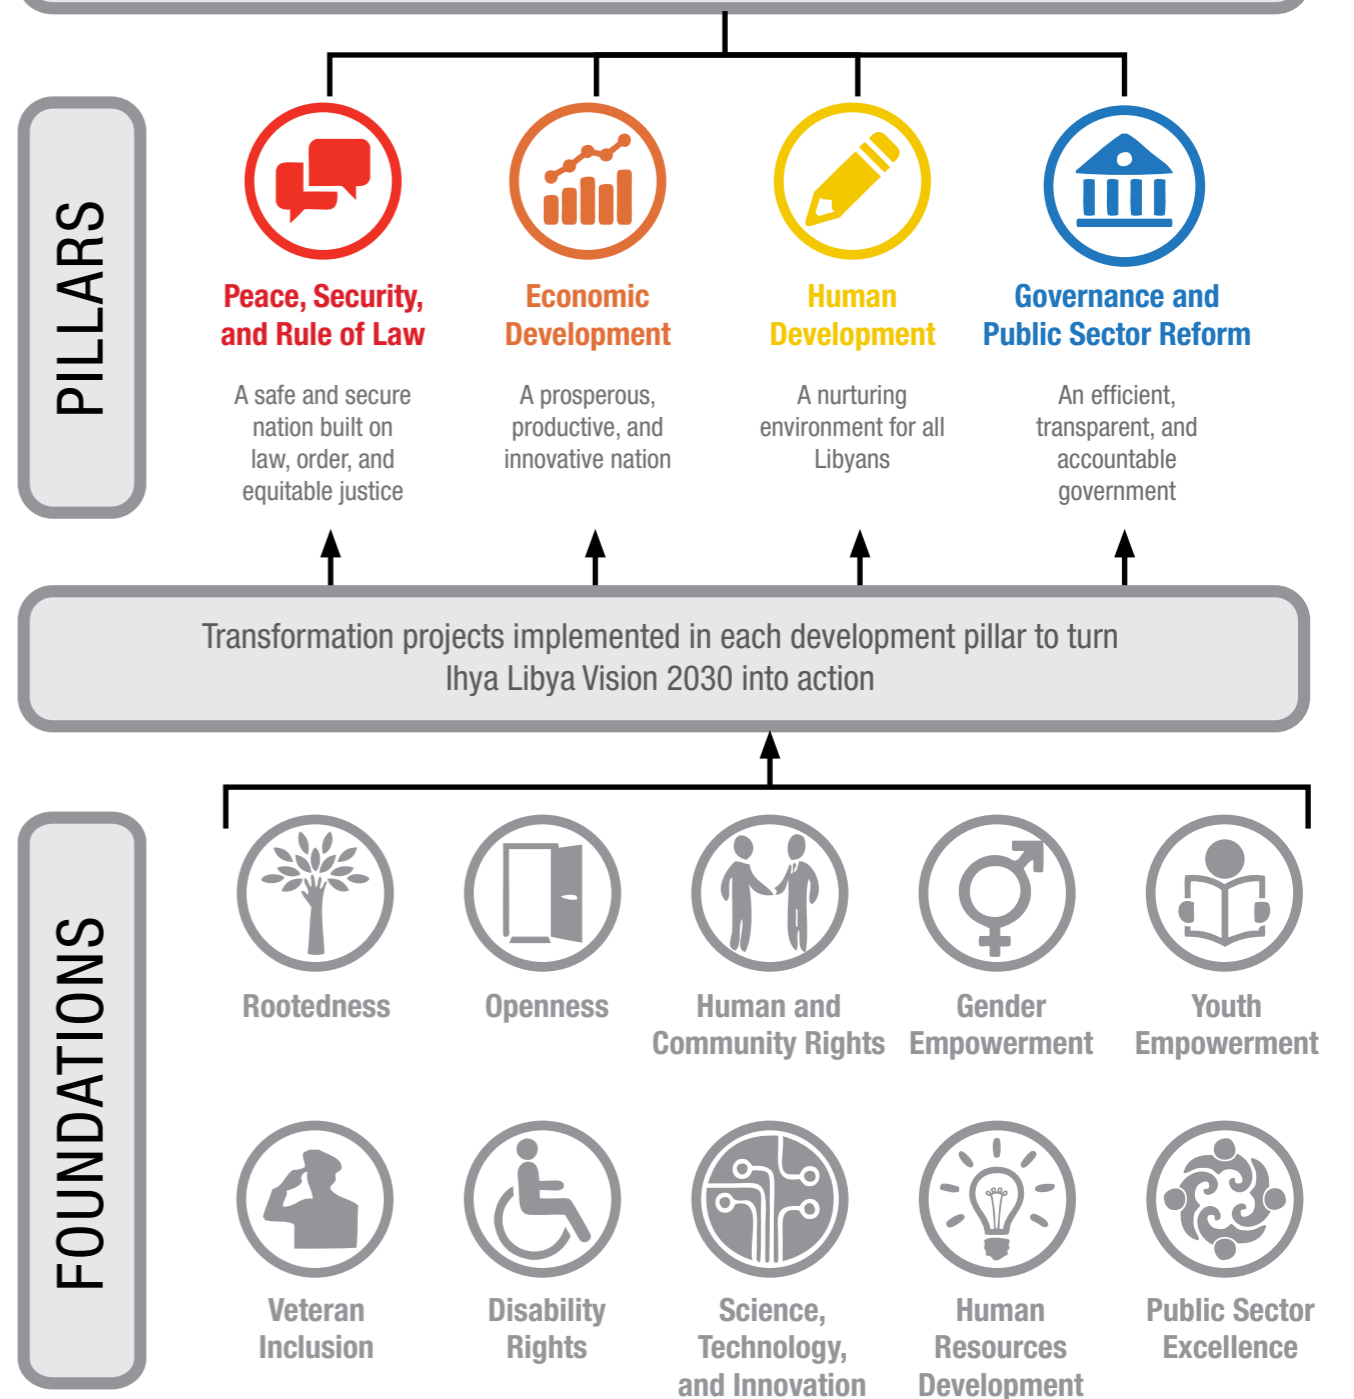 PILLARS
Peace, Security,
and Rule of Law
A safe and secure
nation built on
law, order, and
equitable justice
Economic
Development
A prosperous,
productive, and
innovative nation
Human
Development
A nurturing
environment for all
Libyans
Governance and
Public Sector Reform
An efficient,
transparent, and
accountable
government
Transformation projects implemented in each development pillar to turn
Ihya Libya Vision 2030 into action
FOUNDATIONS
Rootedness
Openness
Human and
Community Rights
Gender
Empowerment
Youth
Empowerment
Veteran
Inclusion
Disability
Rights
Science,
Technology,
and Innovation
Human
Resources
Development
Public Sector
Excellence